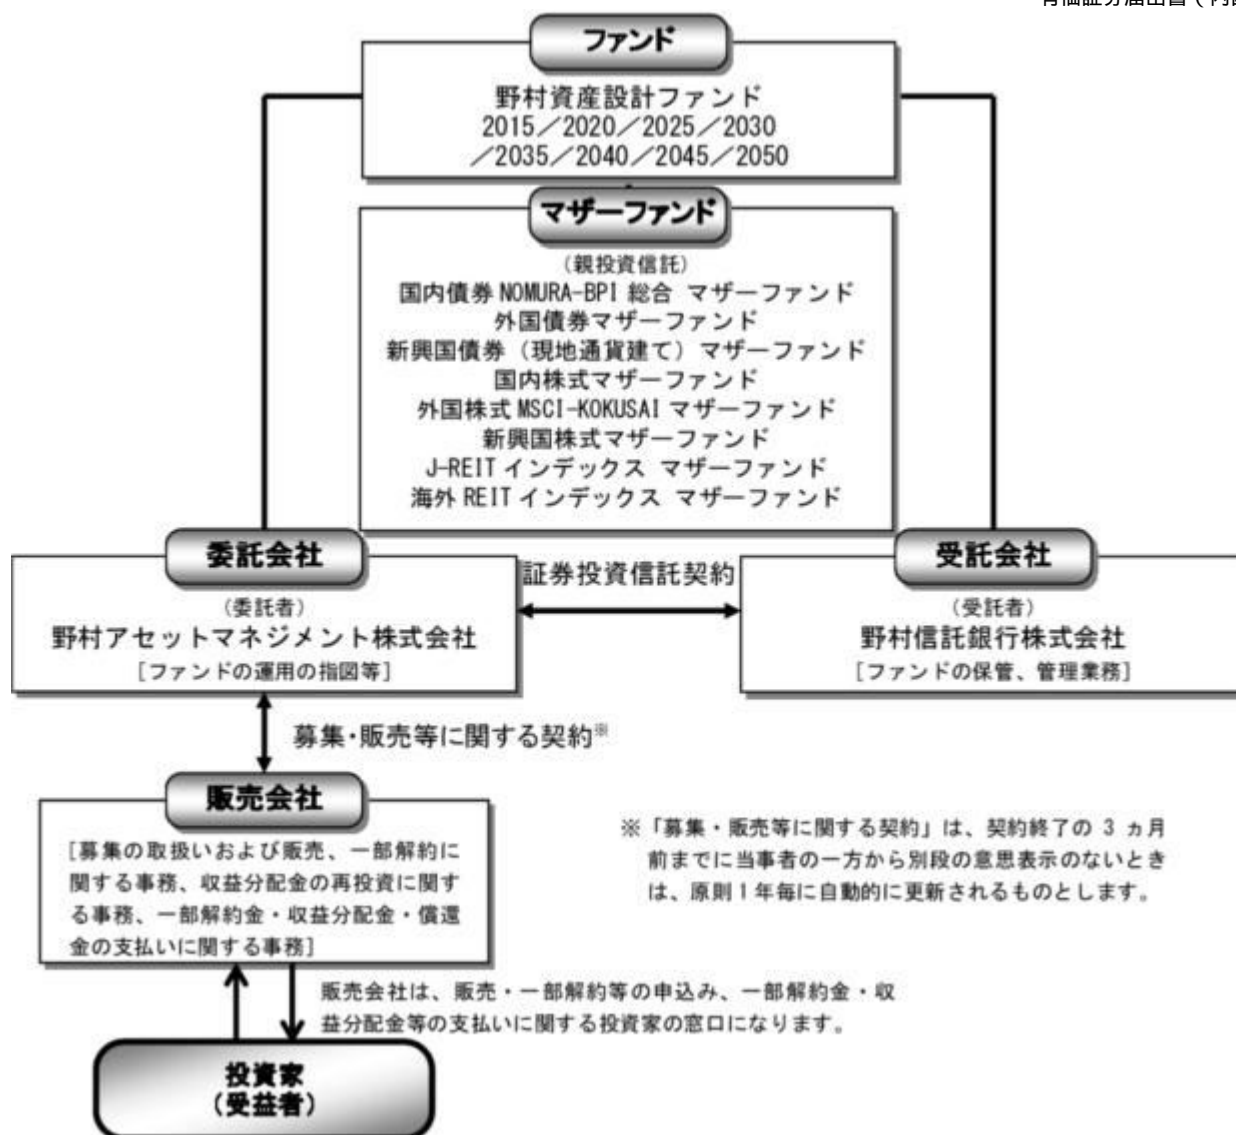 ファンド
野村資産設計ファンド
2015／2020／2025／2030
／2035／2040／2045／2050
マザーファンド
（親投資信託）
国内債券 NOMURA-BPI 総合 マザーファンド
外国債券マザーファンド
新興国債券（現地通貨建て）マザーファンド
国内株式マザーファンド
外国株式 MSCI-KOKUSAI マザーファンド
新興国株式マザーファンド
J-REIT インデックス マザーファンド
海外 REIT インデックス マザーファンド
委託会社
（委託者）
野村アセットマネジメント株式会社
［ファンドの運用の指図等］
証券投資信託契約
受託会社
（受託者）
野村信託銀行株式会社
［ファンドの保管、管理業務］
募集・販売等に関する契約※
販売会社
［募集の取扱いおよび販売、一部解約に
関する事務、収益分配金の再投資に関す
る事務、一部解約金・収益分配金・償還
金の支払いに関する事務］
※「募集・販売等に関する契約」は、契約終了の 3 ヵ月
前までに当事者の一方から別段の意思表示のないとき
は、原則 1 年毎に自動的に更新されるものとします。
販売会社は、販売・一部解約等の申込み、一部解約金・収
益分配金等の支払いに関する投資家の窓口になります。
投資家
（受益者）